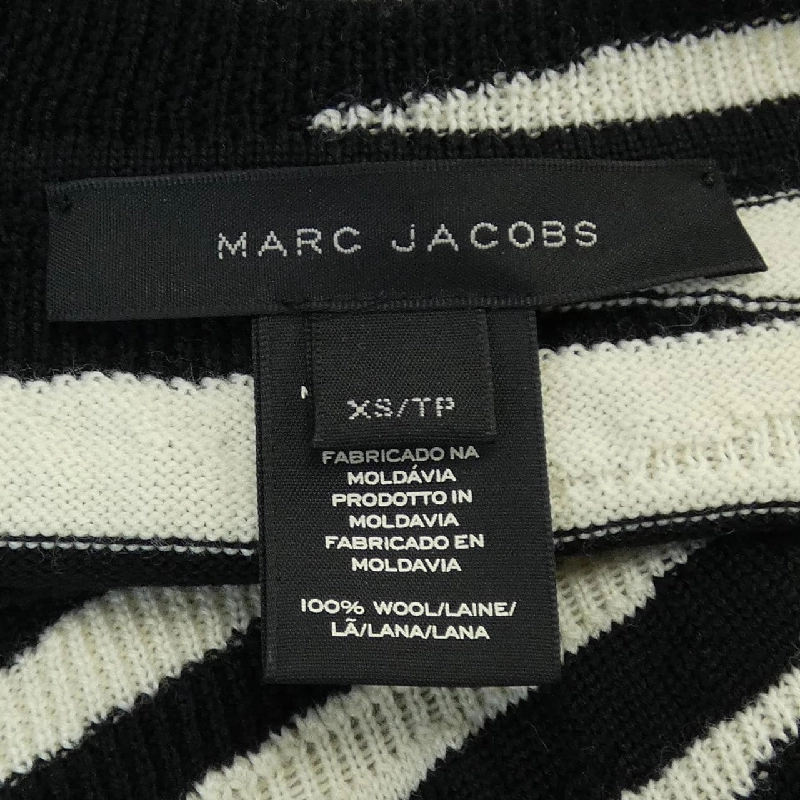 MARC JACOBS
XS/TP
FABRICADO NA
MOLDÁVIA
PRODOTTO IN
MOLDAVIA
FABRICADO EN
MOLDAVIA
100% WOOL/LAINE/
LÃ/LANA/LANA